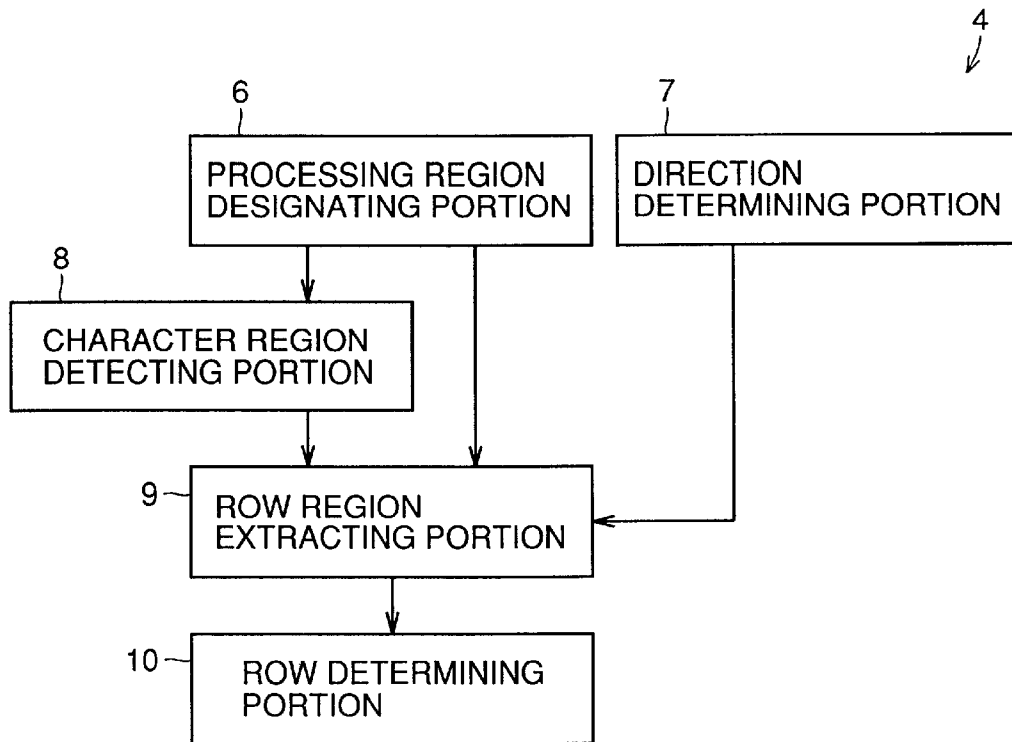 4
6
7
PROCESSING REGION
DESIGNATING PORTION
DIRECTION
DETERMINING PORTION
8
CHARACTER REGION
DETECTING PORTION
9
ROW REGION
EXTRACTING PORTION
10
ROW DETERMINING
PORTION